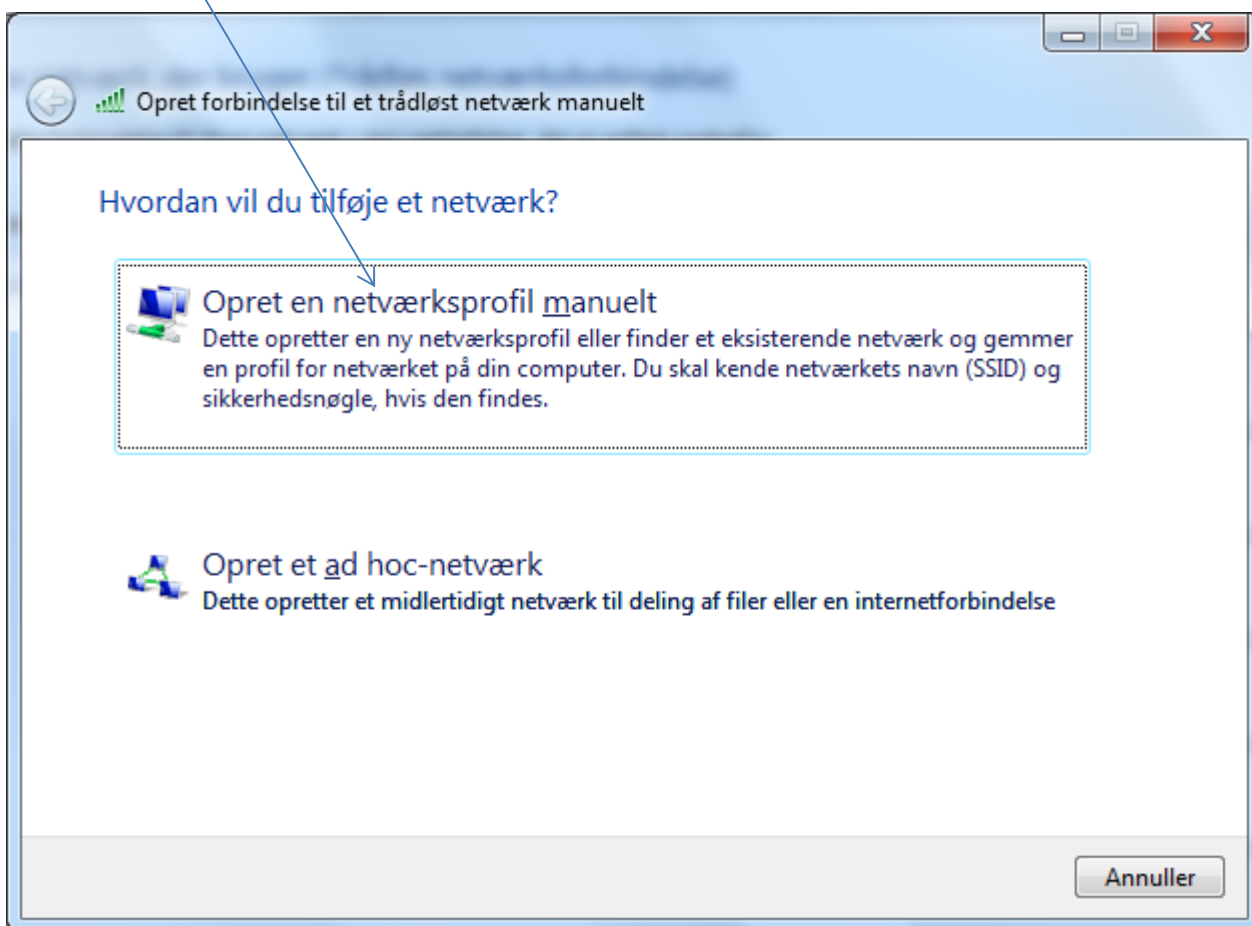 Opret forbindelse til et trådløst netværk manuelt
Hvordan vil du tilføje et netværk?
Opret en netværksprofil manuelt
Dette opretter en ny netværksprofil eller finder et eksisterende netværk og gemmer
en profil for netværket på din computer. Du skal kende netværkets navn (SSID) og
sikkerhedsnøgle, hvis den findes.
Opret et ad hoc-netværk
Dette opretter et midlertidigt netværk til deling af filer eller en internetforbindelse
Annuller